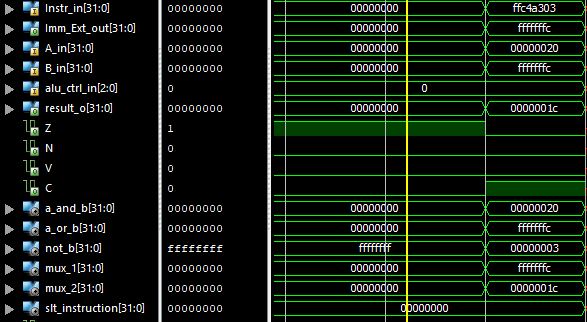 Instr_in[31:0] 00000000 00000000 ffc4a303
Imm_Ext_out[31:0] 00000000 00000000 fffffffc
A_in[31:0] 00000000 00000000 00000020
B_in[31:0] 00000000 00000000 fffffffc
alu_ctrl_in[2:0] 0 0
result_o[31:0] 00000000 00000000 0000001c
Z 1
N 0
V 0
C 0
a_and_b[31:0] 00000000 00000000 00000020
a_or_b[31:0] 00000000 00000000 fffffffc
not_b[31:0] ffffffff ffffffff 00000003
mux_1[31:0] 00000000 00000000 fffffffc
mux_2[31:0] 00000000 00000000 0000001c
slt_instruction[31:0] 00000000 00000000